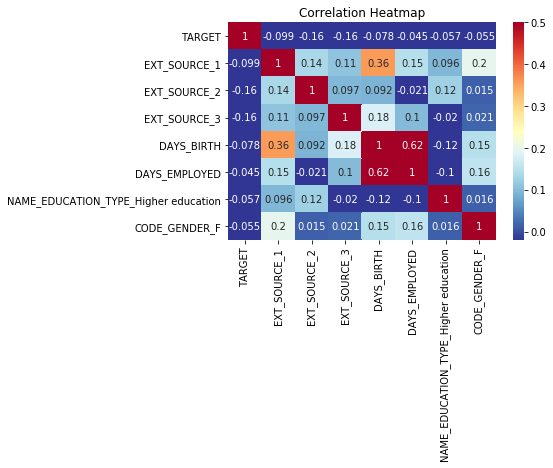 Correlation Heatmap
TARGET 1 -0.099 -0.16 -0.16 -0.078 -0.045 -0.057 -0.055
EXT_SOURCE_1 -0.099 1 0.14 0.11 0.36 0.15 0.096 0.2
EXT_SOURCE_2 -0.16 0.14 1 0.097 0.092 -0.021 0.12 0.015
EXT_SOURCE_3 -0.16 0.11 0.097 1 0.18 0.1 -0.02 0.021
DAYS_BIRTH -0.078 0.36 0.092 0.18 1 0.62 -0.12 0.15
DAYS_EMPLOYED -0.045 0.15 -0.021 0.1 0.62 1 -0.1 0.16
NAME_EDUCATION_TYPE_Higher education -0.057 0.096 0.12 -0.02 -0.12 -0.1 1 0.016
CODE_GENDER_F -0.055 0.2 0.015 0.021 0.15 0.16 0.016 1
TARGET
EXT_SOURCE_1
EXT_SOURCE_2
EXT_SOURCE_3
DAYS_BIRTH
DAYS_EMPLOYED
NAME_EDUCATION_TYPE_Higher education
CODE_GENDER_F
0.5
0.4
0.3
0.2
0.1
0.0